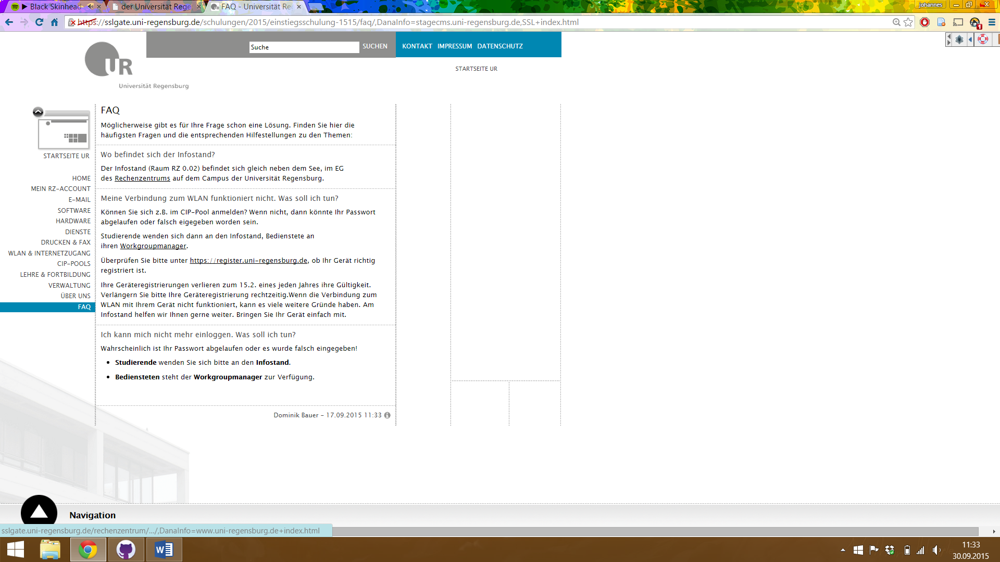 ▶ Black Skinhead
der Universität Rege
FAQ - Universität Re
johannes
https://sslgate.uni-regensburg.de/schulungen/2015/einstiegsschulung-1515/faq/,DanaInfo=stagecms.uni-regensburg.de,SSL+index.html
1
Suche
SUCHEN
KONTAKT IMPRESSUM DATENSCHUTZ
STARTSEITE UR
UR
Universität Regensburg
STARTSEITE UR
HOME
MEIN RZ-ACCOUNT
E-MAIL
SOFTWARE
HARDWARE
DIENSTE
DRUCKEN & FAX
WLAN & INTERNETZUGANG
CIP-POOLS
LEHRE & FORTBILDUNG
VERWALTUNG
ÜBER UNS
FAQ
FAQ
Möglicherweise gibt es für Ihre Frage schon eine Lösung. Finden Sie hier die
häufigsten Fragen und die entsprechenden Hilfestellungen zu den Themen:
Wo befindet sich der Infostand?
Der Infostand (Raum RZ 0.02) befindet sich gleich neben dem See, im EG
des Rechenzentrums auf dem Campus der Universität Regensburg.
Meine Verbindung zum WLAN funktioniert nicht. Was soll ich tun?
Können Sie sich z.B. im CIP-Pool anmelden? Wenn nicht, dann könnte Ihr Passwort
abgelaufen oder falsch eigegeben worden sein.
Studierende wenden sich dann an den Infostand, Bedienstete an
ihren Workgroupmanager.
Überprüfen Sie bitte unter https://register.uni-regensburg.de, ob Ihr Gerät richtig
registriert ist.
Ihre Geräteregistrierungen verlieren zum 15.2. eines jeden Jahres ihre Gültigkeit.
Verlängern Sie bitte Ihre Geräteregistrierung rechtzeitig.Wenn die Verbindung zum
WLAN mit Ihrem Gerät nicht funktioniert, kann es viele weitere Gründe haben. Am
Infostand helfen wir Ihnen gerne weiter. Bringen Sie Ihr Gerät einfach mit.
Ich kann mich nicht mehr einloggen. Was soll ich tun?
Wahrscheinlich ist Ihr Passwort abgelaufen oder es wurde falsch eingegeben!
• Studierende wenden Sie sich bitte an den Infostand.
• Bediensteten steht der Workgroupmanager zur Verfügung.
Dominik Bauer - 17.09.2015 11:33
Navigation
sslgate.uni-regensburg.de/rechenzentrum/.../,DanaInfo=www.uni-regensburg.de+index.html
11:33
30.09.2015